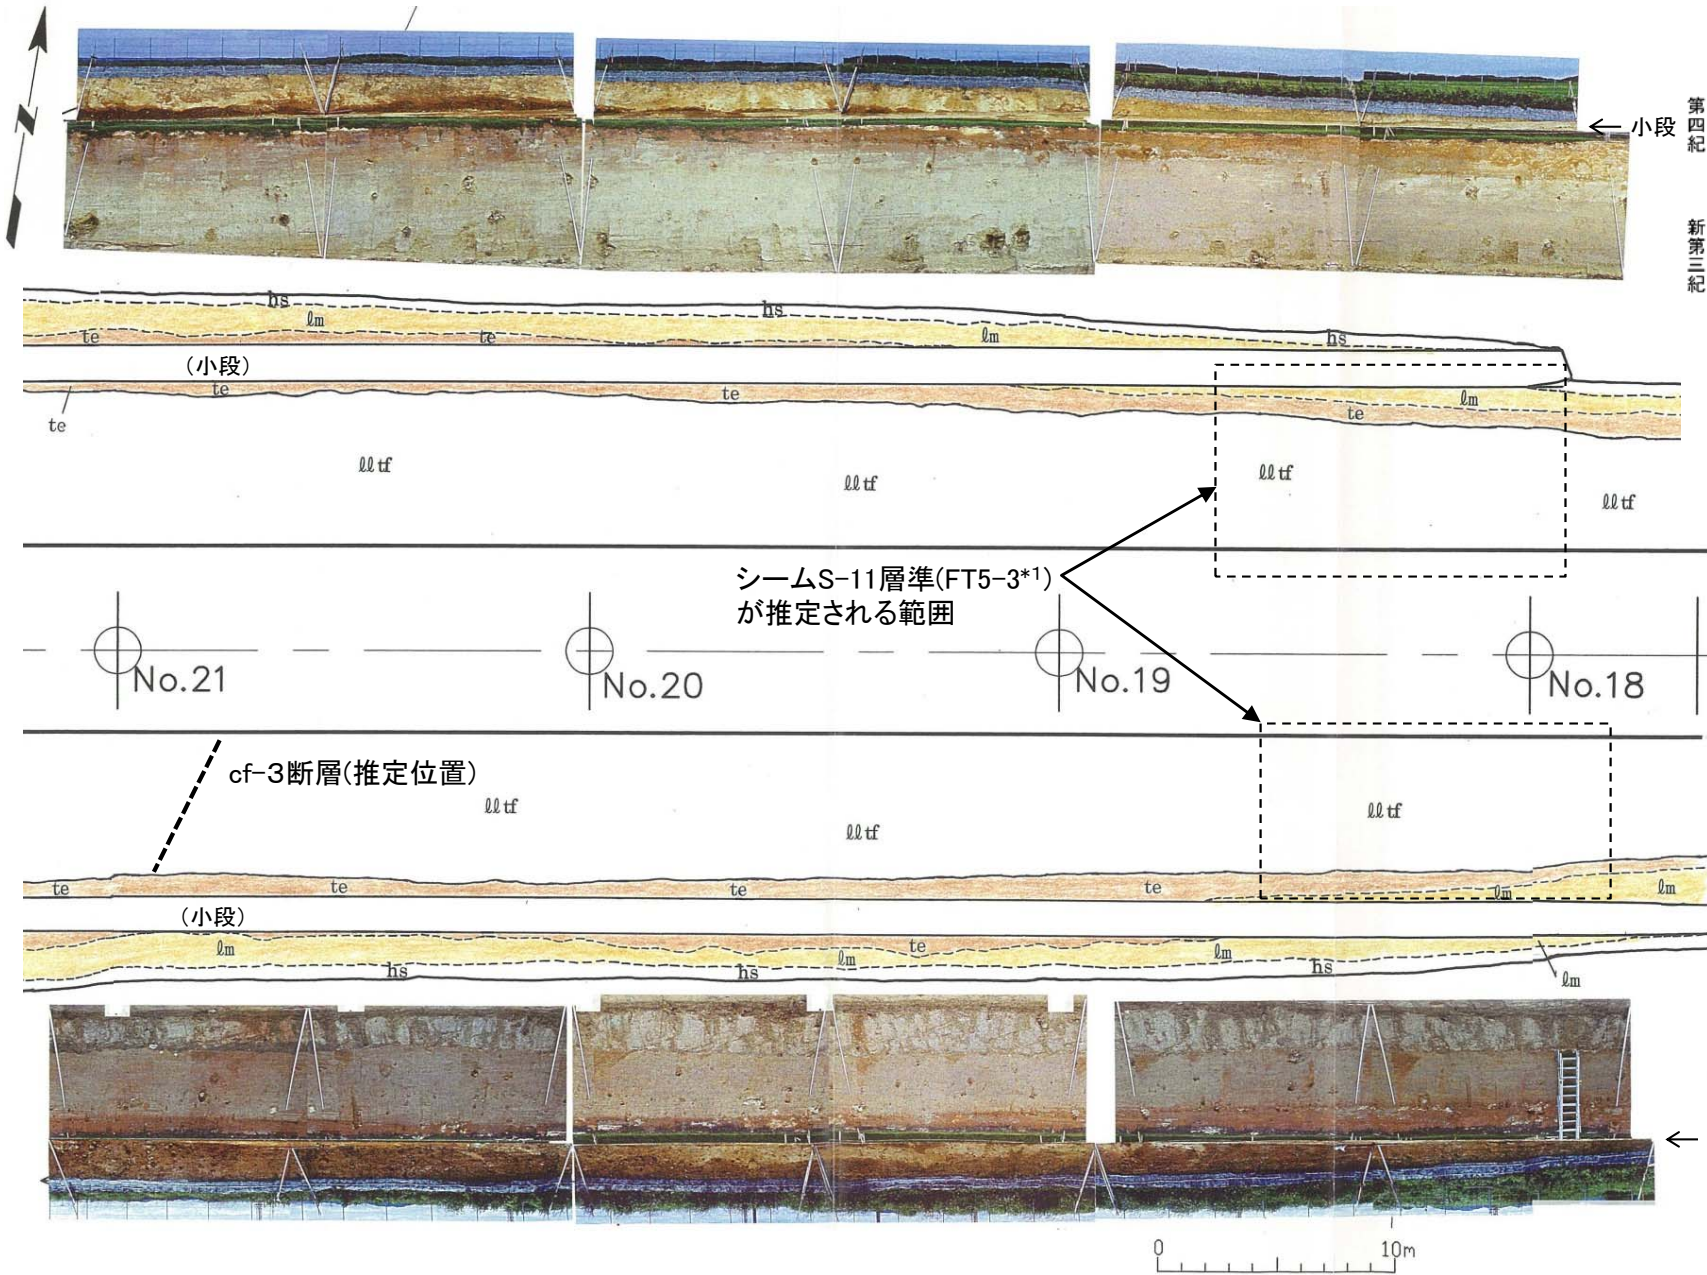 N
← 小段
第四紀
新第三紀
hs
hs
hs
lm
lm
te
te
(小段)
te
te
lm
te
te
ℓℓtf
ℓℓtf
ℓℓtf
ℓℓtf
シームS-11層準(FT5-3*1)
が推定される範囲
No.21
No.20
No.19
No.18
cf-3断層(推定位置)
ℓℓtf
ℓℓtf
ℓℓtf
te
te
te
te
lm
lm
(小段)
lm
te
lm
lm
hs
hs
hs
lm
←
0
10m